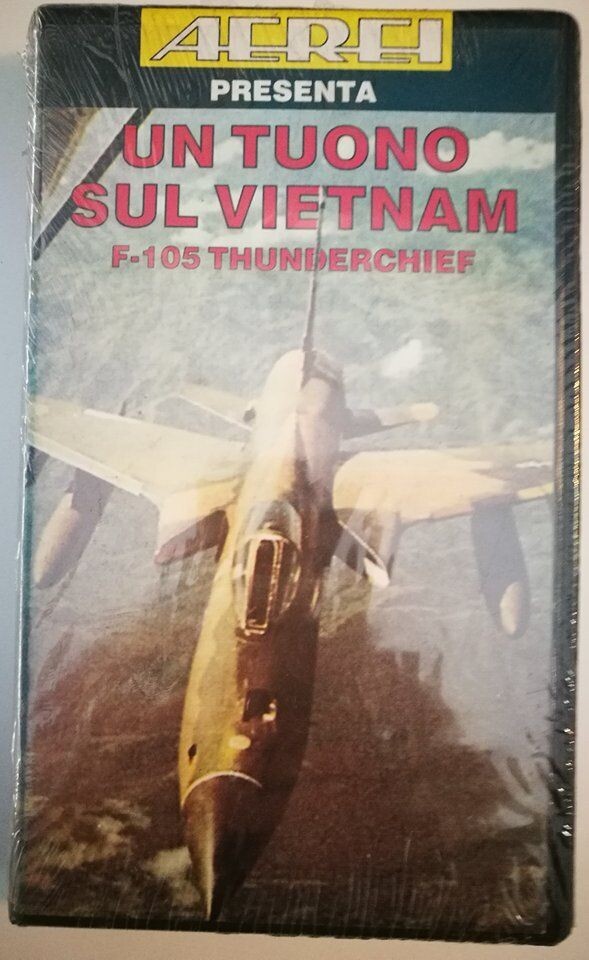 AEREI
PRESENTA
UN TUONO
SUL VIETNAM
F-105 THUNDERCHIEF